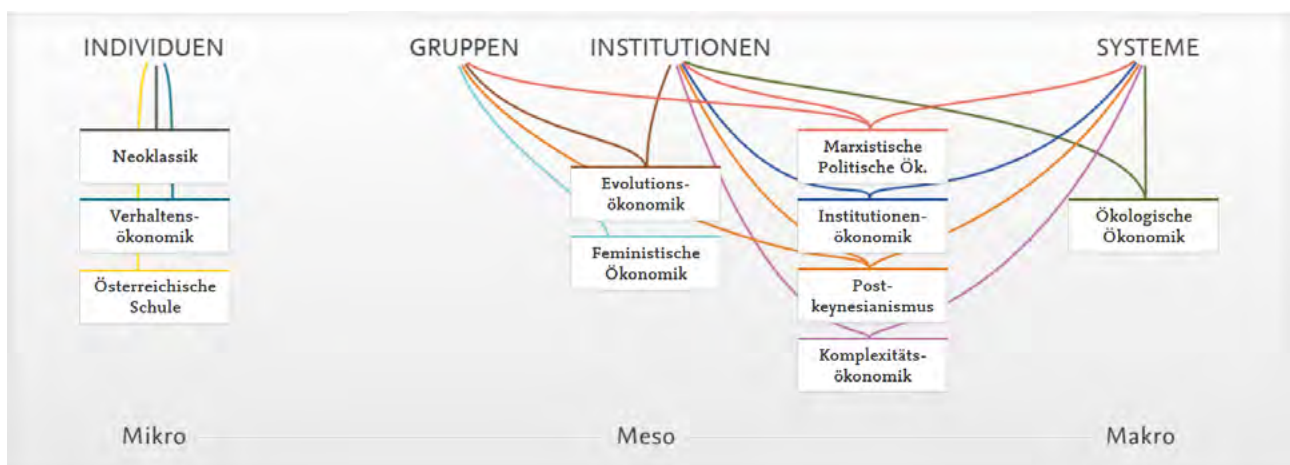 INDIVIDUEN
GRUPPEN
INSTITUTIONEN
SYSTEME
Neoklassik
Verhaltens-
ökonomik
Österreichische
Schule
Evolutions-
ökonomik
Feministische
Ökonomik
Marxistische
Politische Ök.
Institutionen-
ökonomik
Post-
keynesianismus
Komplexitäts-
ökonomik
Ökologische
Ökonomik
Mikro
Meso
Makro